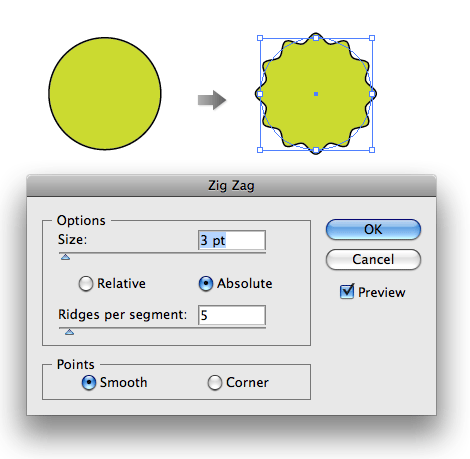 Zig Zag
Options
Size: 3 pt
Relative Absolute
Ridges per segment: 5
Points
Smooth Corner
OK
Cancel
Preview